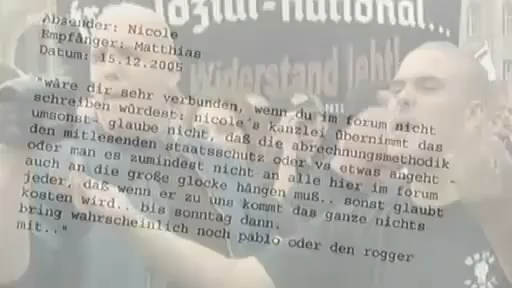 sozial-national...
Widerstand jetzt!
Absender: Nicole
Empfänger: Matthias
Datum: 15.12.2005
"wäre dir sehr verbunden, wenn du im forum nicht
schreiben würdest: nicole's kanzlei übernimmt das
umsonst- glaube nicht, daß die abrechnungsmethodik
den mitlesenden staatsschutz oder vs etwas angeht -
oder man es zumindest nicht an alle hier im forum
auch an die große glocke hängen muß.. sonst glaubt
jeder, daß wenn er zu uns kommt das ganze nichts
kosten wird.. bis sonntag dann.
bring wahrscheinlich noch pablo oder den rogger
mit.."